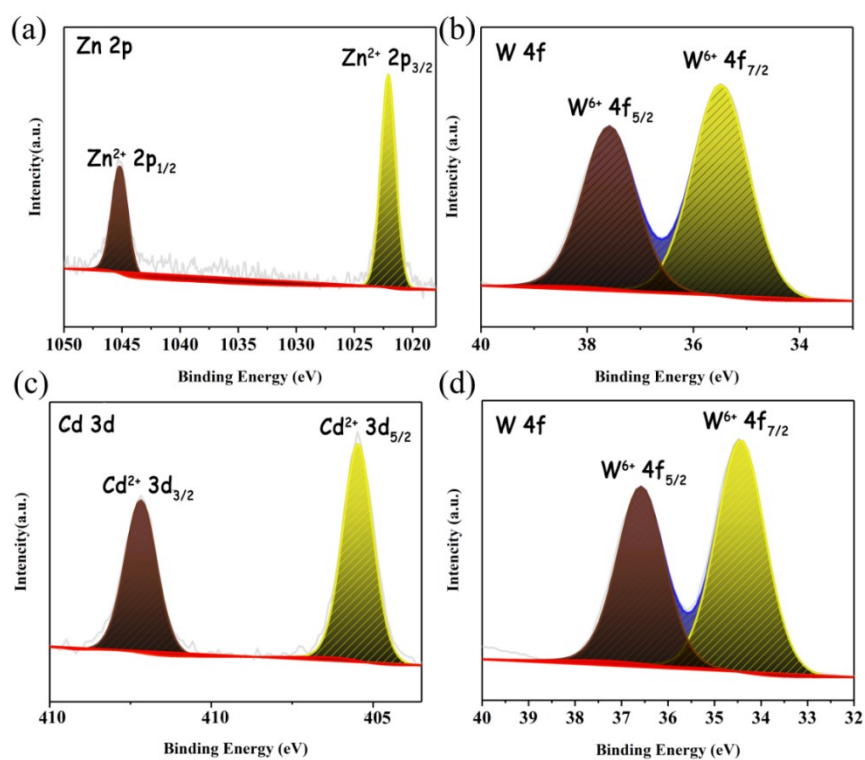 (a)
Zn 2p
Zn²⁺ 2p₃/₂
Zn²⁺ 2p₁/₂
Intencity(a.u.)
1050 1045 1040 1035 1030 1025 1020
Binding Energy (eV)
(b)
W 4f
W⁶⁺ 4f₇/₂
W⁶⁺ 4f₅/₂
Intencity (a.u.)
40 38 36 34
Binding Energy (eV)
(c)
Cd 3d
Cd²⁺ 3d₅/₂
Cd²⁺ 3d₃/₂
Intencity (a.u.)
410 410 405
Binding Energy (eV)
(d)
W 4f
W⁶⁺ 4f₇/₂
W⁶⁺ 4f₅/₂
Intencity (a.u.)
40 39 38 37 36 35 34 33 32
Binding Energy (eV)